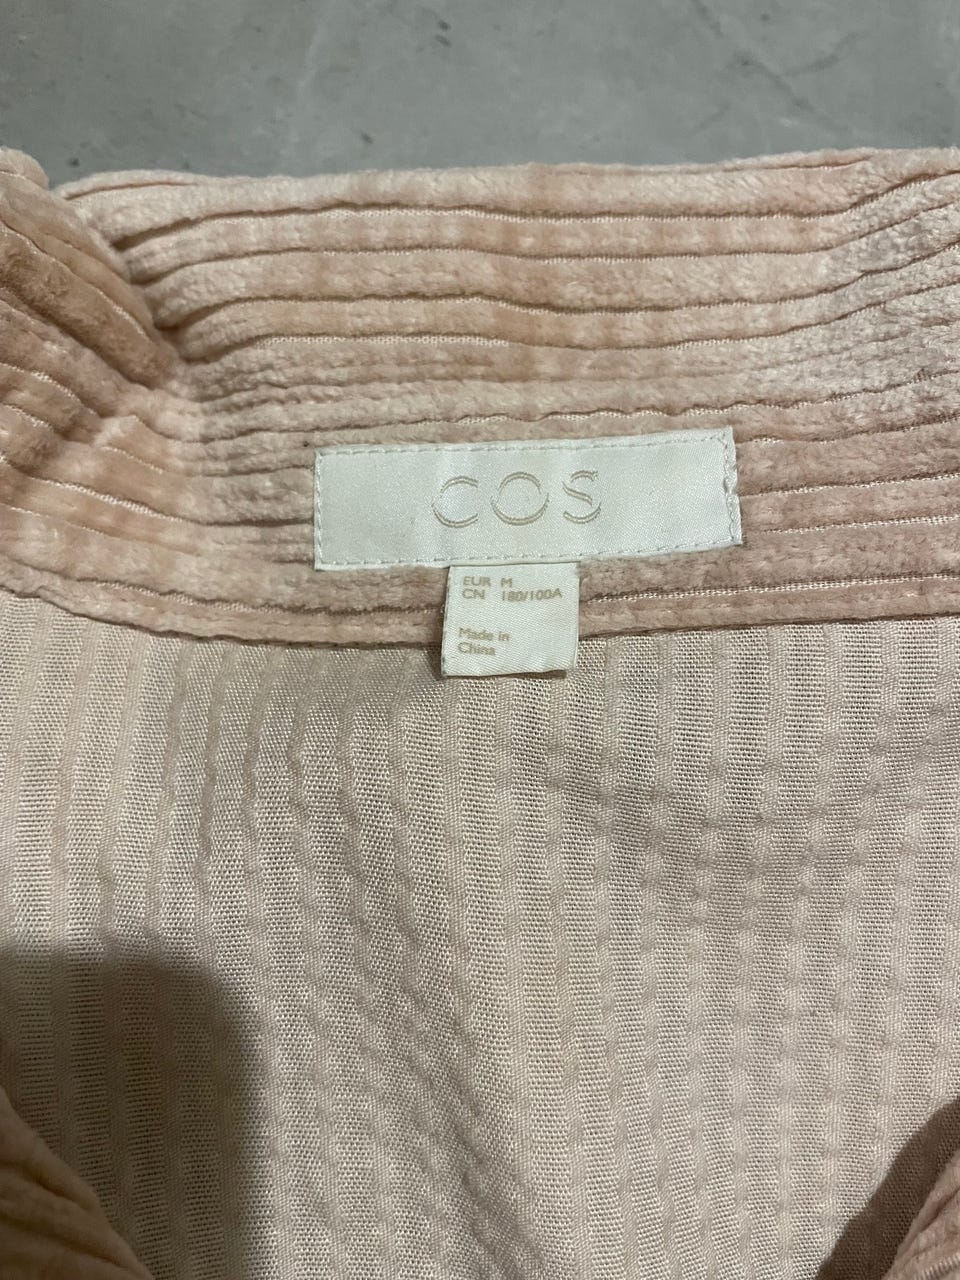 COS
EUR M
CN 180/100A
Made in
China